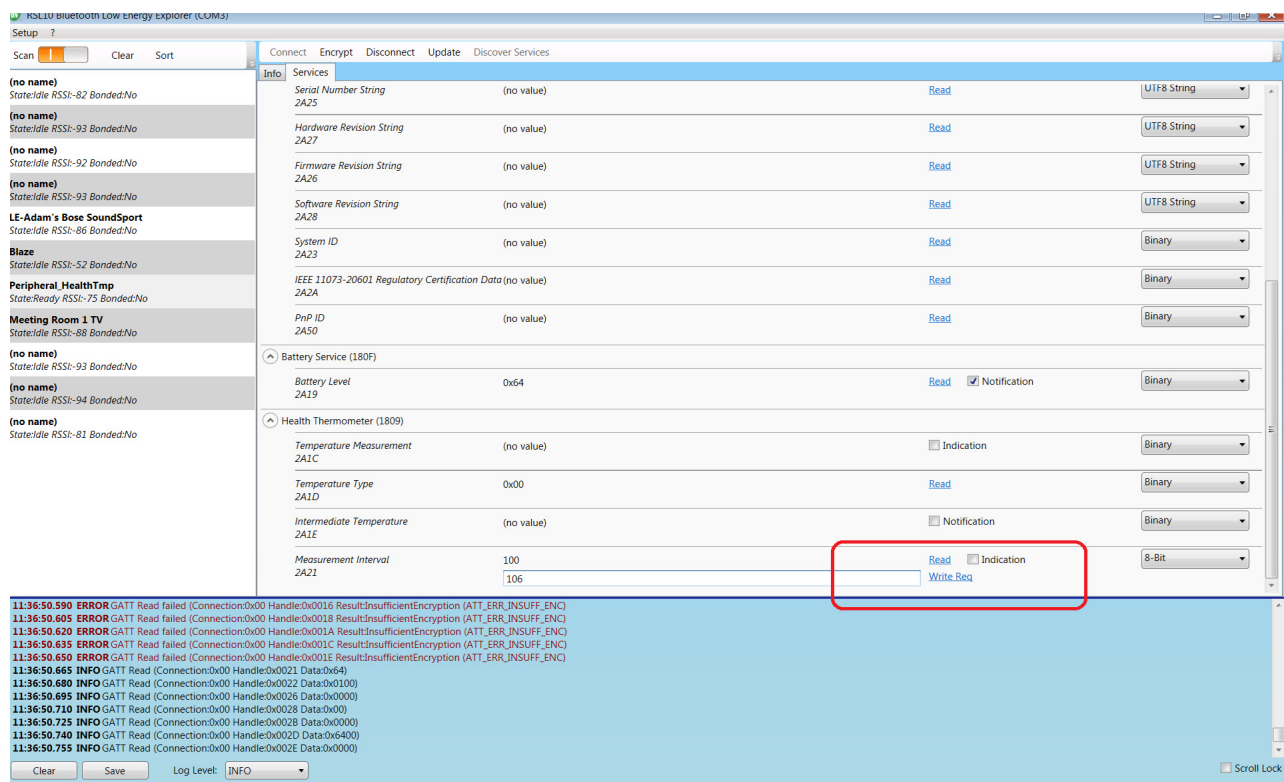 RSL10 Bluetooth Low Energy Explorer (COM3)
Setup ?
Scan Clear Sort
Connect Encrypt Disconnect Update Discover Services
Info Services
(no name)
State:Idle RSSI:-82 Bonded:No
(no name)
State:Idle RSSI:-93 Bonded:No
(no name)
State:Idle RSSI:-92 Bonded:No
(no name)
State:Idle RSSI:-93 Bonded:No
LE-Adam's Bose SoundSport
State:Idle RSSI:-86 Bonded:No
Blaze
State:Idle RSSI:-52 Bonded:No
Peripheral_HealthTmp
State:Ready RSSI:-75 Bonded:No
Meeting Room 1 TV
State:Idle RSSI:-88 Bonded:No
(no name)
State:Idle RSSI:-93 Bonded:No
(no name)
State:Idle RSSI:-94 Bonded:No
(no name)
State:Idle RSSI:-81 Bonded:No
Serial Number String (no value) Read UTF8 String
2A25
Hardware Revision String (no value) Read UTF8 String
2A27
Firmware Revision String (no value) Read UTF8 String
2A26
Software Revision String (no value) Read UTF8 String
2A28
System ID (no value) Read Binary
2A23
IEEE 11073-20601 Regulatory Certification Data (no value) Read Binary
2A2A
PnP ID (no value) Read Binary
2A50
Battery Service (180F)
Battery Level 0x64 Read Notification Binary
2A19
Health Thermometer (1809)
Temperature Measurement (no value) Indication Binary
2A1C
Temperature Type 0x00 Read Binary
2A1D
Intermediate Temperature (no value) Notification Binary
2A1E
Measurement Interval 100 Read Indication 8-Bit
2A21 106 Write Req
11:36:50.590 ERROR GATT Read failed (Connection:0x00 Handle:0x0016 Result:InsufficientEncryption (ATT_ERR_INSUFF_ENC)
11:36:50.605 ERROR GATT Read failed (Connection:0x00 Handle:0x0018 Result:InsufficientEncryption (ATT_ERR_INSUFF_ENC)
11:36:50.620 ERROR GATT Read failed (Connection:0x00 Handle:0x001A Result:InsufficientEncryption (ATT_ERR_INSUFF_ENC)
11:36:50.635 ERROR GATT Read failed (Connection:0x00 Handle:0x001C Result:InsufficientEncryption (ATT_ERR_INSUFF_ENC)
11:36:50.650 ERROR GATT Read failed (Connection:0x00 Handle:0x001E Result:InsufficientEncryption (ATT_ERR_INSUFF_ENC)
11:36:50.665 INFO GATT Read (Connection:0x00 Handle:0x0021 Data:0x64)
11:36:50.680 INFO GATT Read (Connection:0x00 Handle:0x0022 Data:0x0100)
11:36:50.695 INFO GATT Read (Connection:0x00 Handle:0x0026 Data:0x0000)
11:36:50.710 INFO GATT Read (Connection:0x00 Handle:0x0028 Data:0x00)
11:36:50.725 INFO GATT Read (Connection:0x00 Handle:0x002B Data:0x0000)
11:36:50.740 INFO GATT Read (Connection:0x00 Handle:0x002D Data:0x6400)
11:36:50.755 INFO GATT Read (Connection:0x00 Handle:0x002E Data:0x0000)
Clear Save Log Level: INFO Scroll Lock